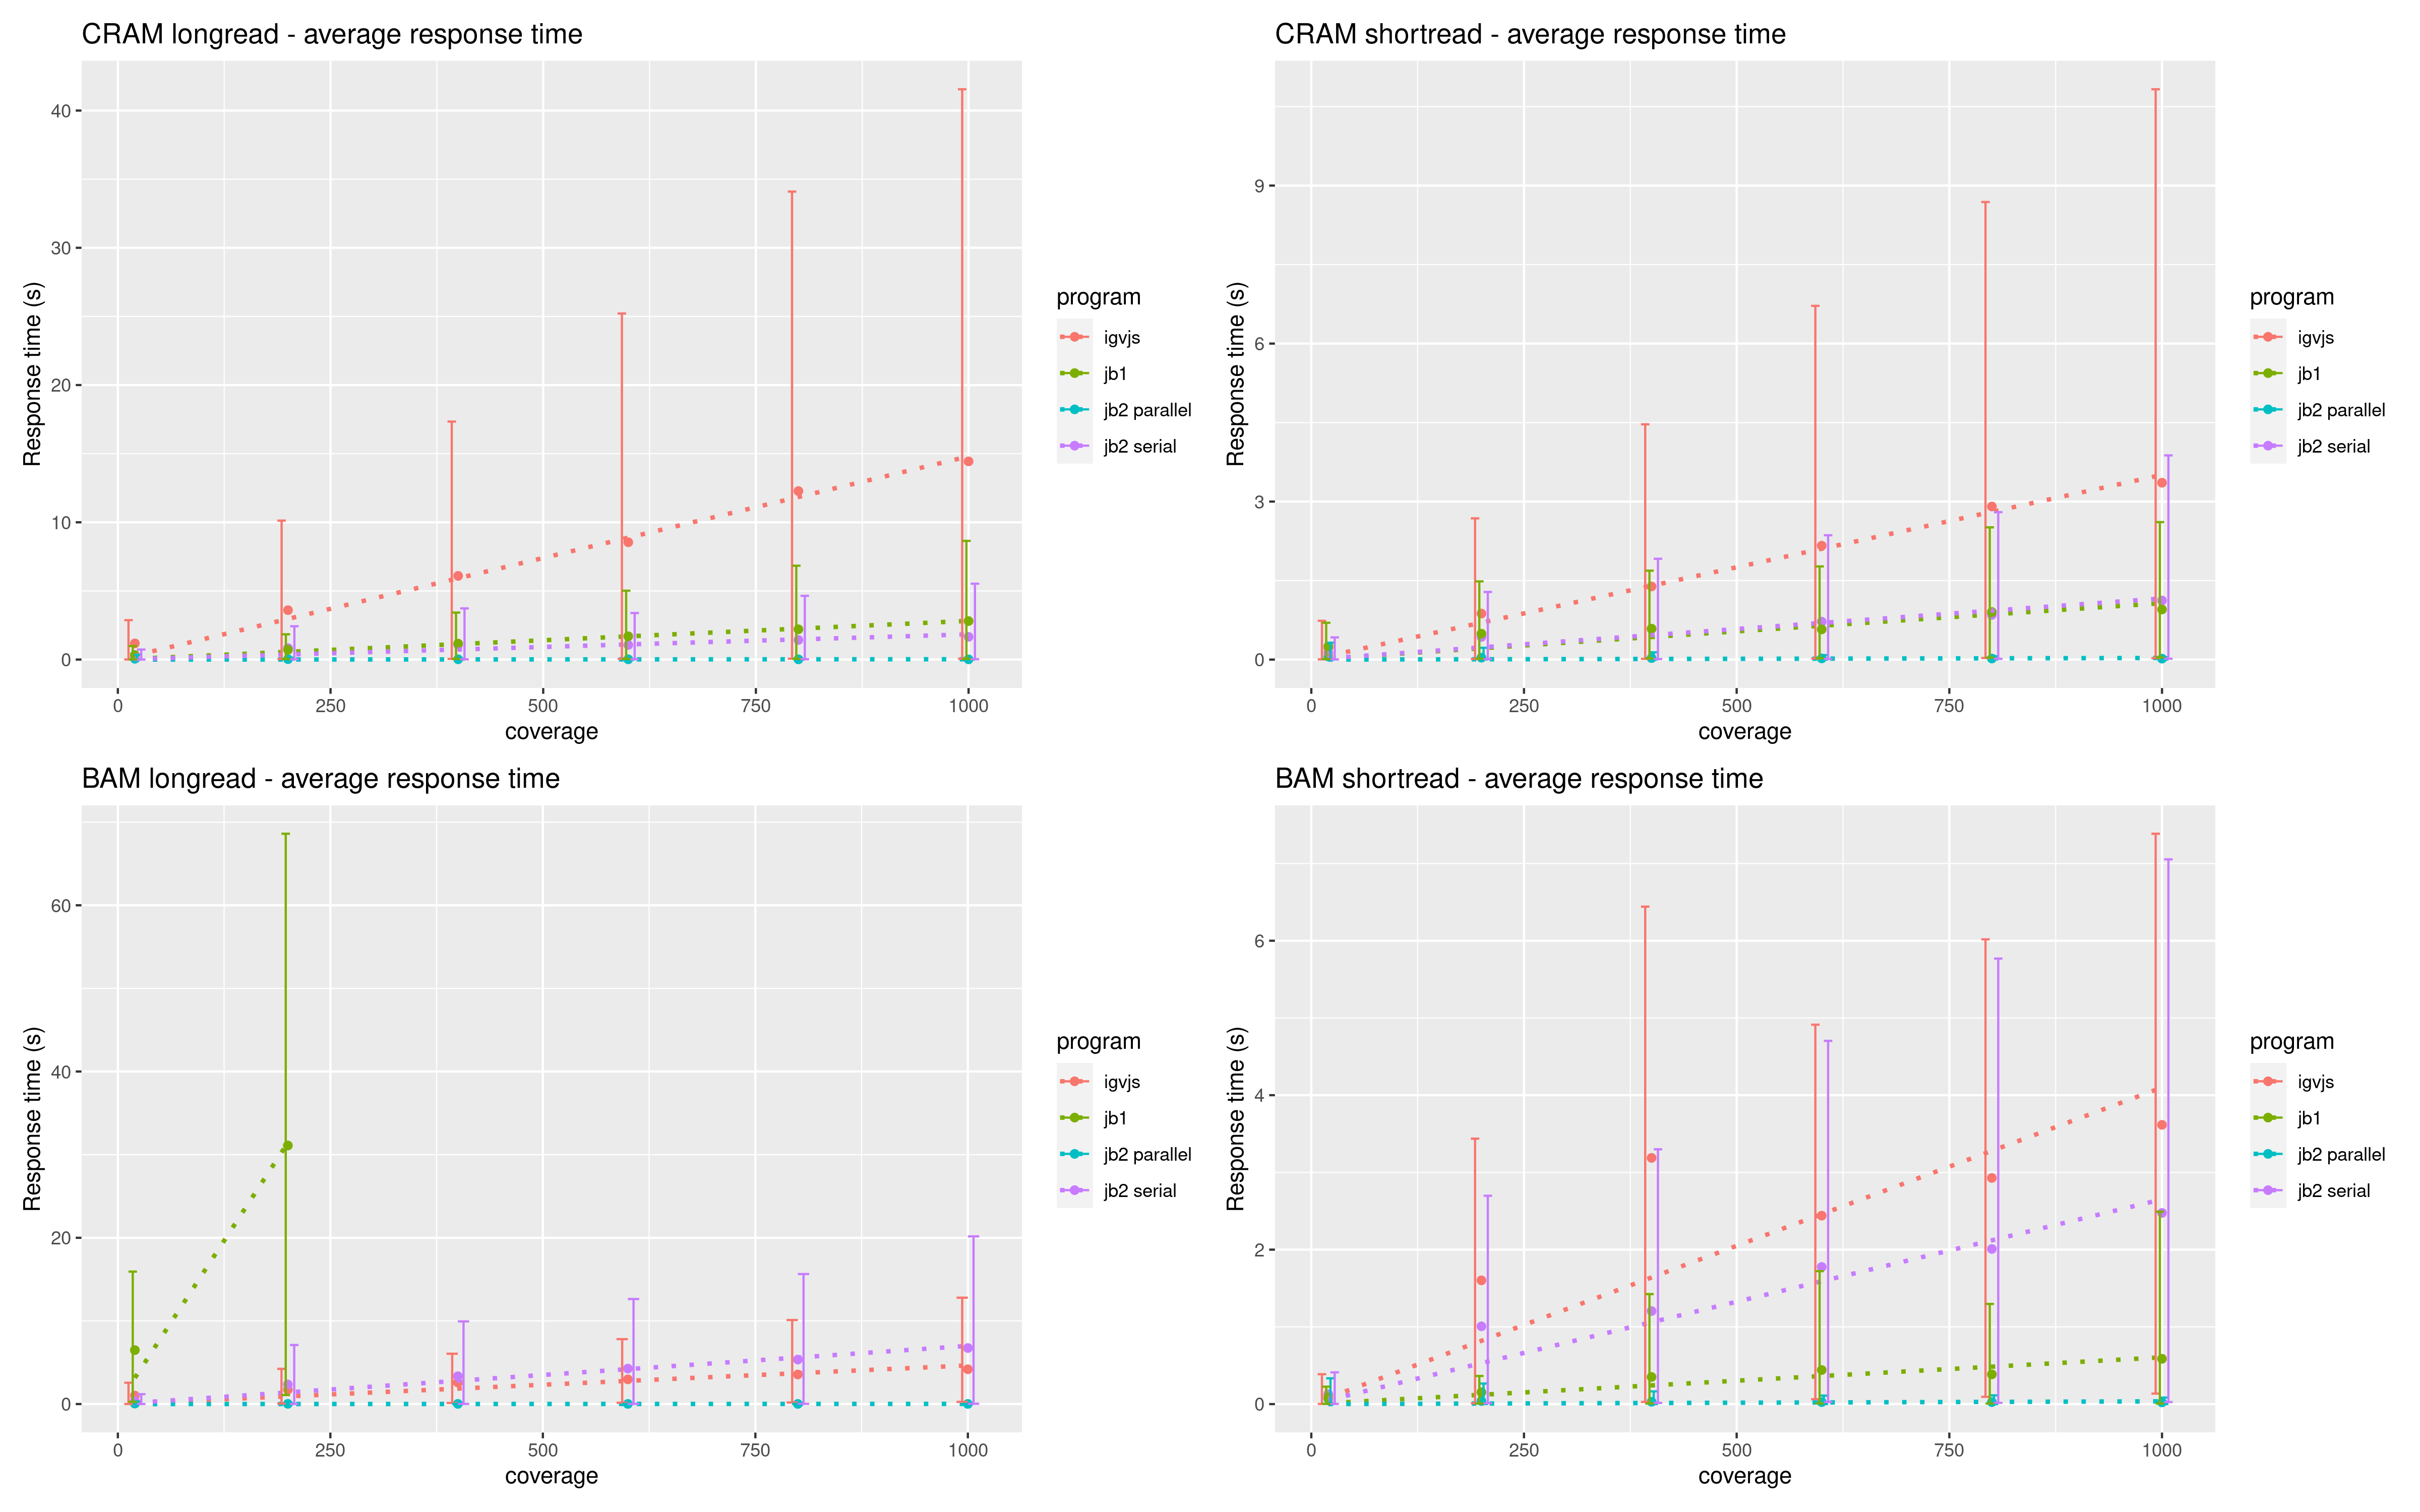 CRAM longread - average response time
Response time (s)
40
30
20
10
0
0 250 500 750 1000
coverage
program
igvjs
jb1
jb2 parallel
jb2 serial
CRAM shortread - average response time
Response time (s)
9
6
3
0
0 250 500 750 1000
coverage
program
igvjs
jb1
jb2 parallel
jb2 serial
BAM longread - average response time
Response time (s)
60
40
20
0
0 250 500 750 1000
coverage
program
igvjs
jb1
jb2 parallel
jb2 serial
BAM shortread - average response time
Response time (s)
6
4
2
0
0 250 500 750 1000
coverage
program
igvjs
jb1
jb2 parallel
jb2 serial